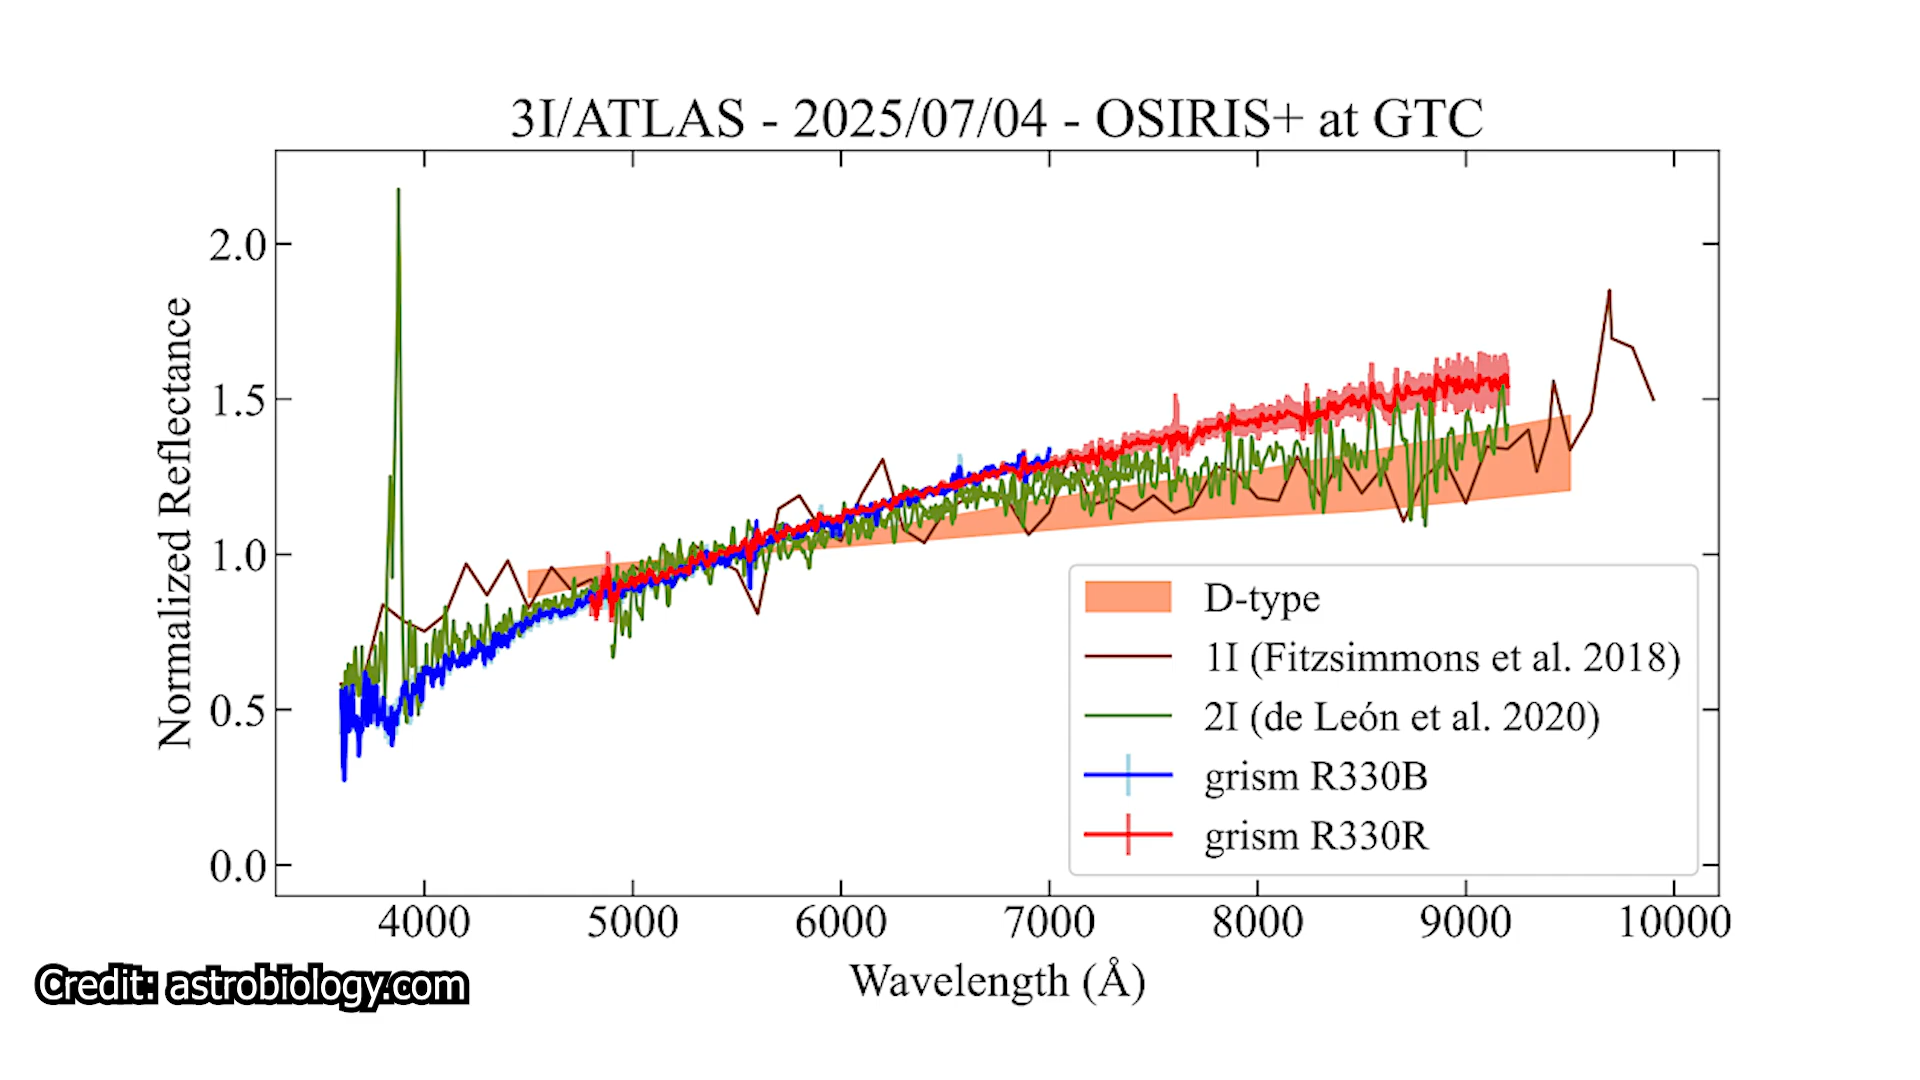 3I/ATLAS - 2025/07/04 - OSIRIS+ at GTC
Normalized Reflectance
2.0
1.5
1.0
0.5
0.0
D-type
1I (Fitzsimmons et al. 2018)
2I (de León et al. 2020)
grism R330B
grism R330R
4000 5000 6000 7000 8000 9000 10000
Wavelength (Å)
Credit: astrobiology.com